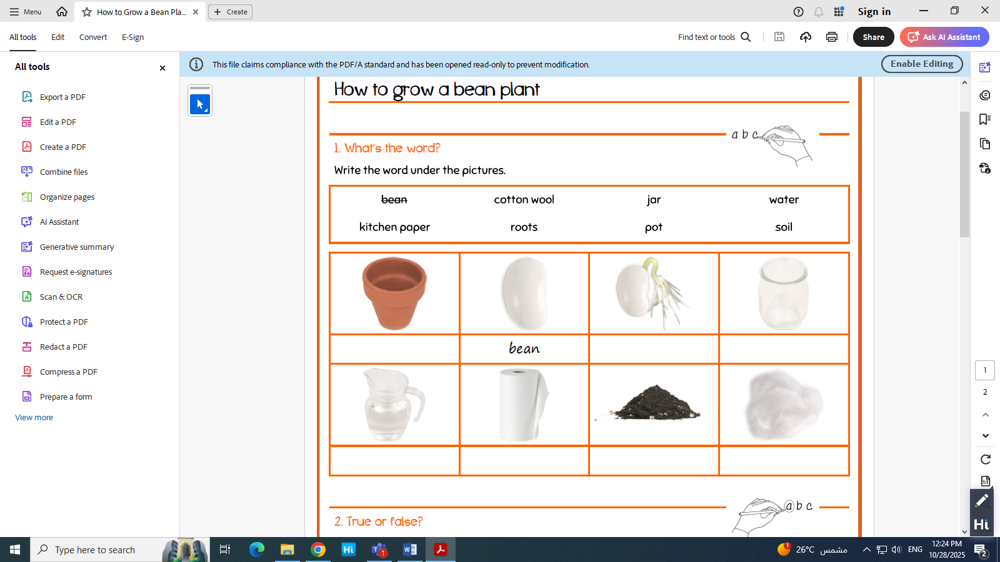 Menu
How to Grow a Bean Pla...
Create
Sign in
All tools
Edit
Convert
E-Sign
Find text or tools
Share
Ask AI Assistant
All tools
This file claims compliance with the PDF/A standard and has been opened read-only to prevent modification.
Enable Editing
Export a PDF
Edit a PDF
Create a PDF
Combine files
Organize pages
AI Assistant
Generative summary
Request e-signatures
Scan & OCR
Protect a PDF
Redact a PDF
Compress a PDF
Prepare a form
View more
How to grow a bean plant
a b c
1. What's the word?
Write the word under the pictures.
bean cotton wool jar water
kitchen paper roots pot soil
bean
a b c
2. True or false?
1
2
1:1
Hi
Type here to search
Hi
1
W
1
26°C مشمس
ENG
12:24 PM
10/28/2025
2